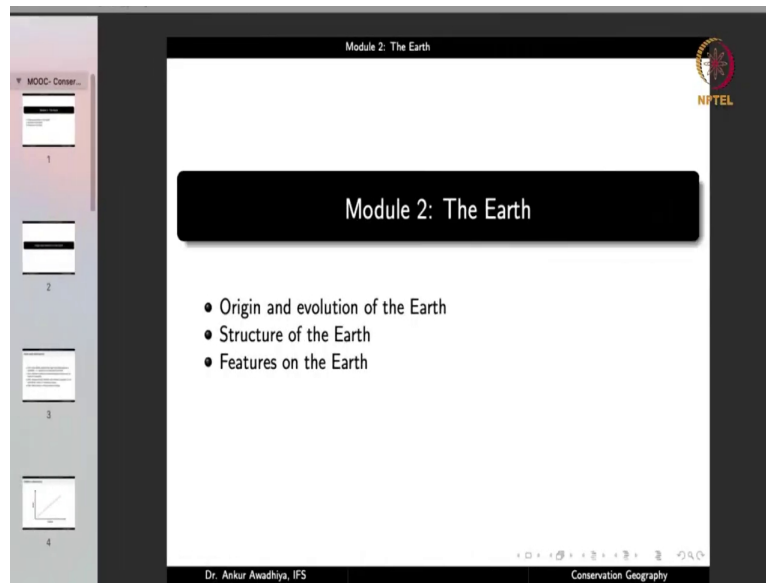 Module 2: The Earth
NPTEL
MOOC- Conser...
Module 2: The Earth
• Origin and evolution of the Earth
• Structure of the Earth
• Features on the Earth
1
2
3
4
Dr. Ankur Awadhiya, IFS
Conservation Geography